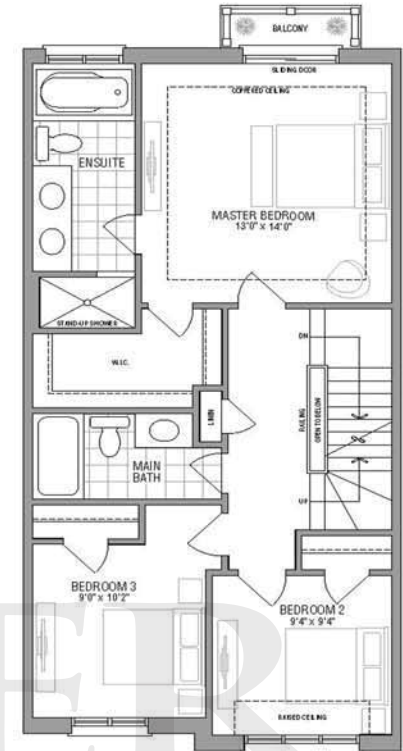 BALCONY
SLIDING DOOR
COFFERED CEILING
ENSUITE
MASTER BEDROOM
13'0" x 14'0"
STAND-UP SHOWER
W.I.C.
DN
LINEN
RAILING
OPEN TO BELOW
MAIN
BATH
UP
BEDROOM 3
9'0" x 10'2"
BEDROOM 2
9'4" x 9'4"
RAISED CEILING
ER